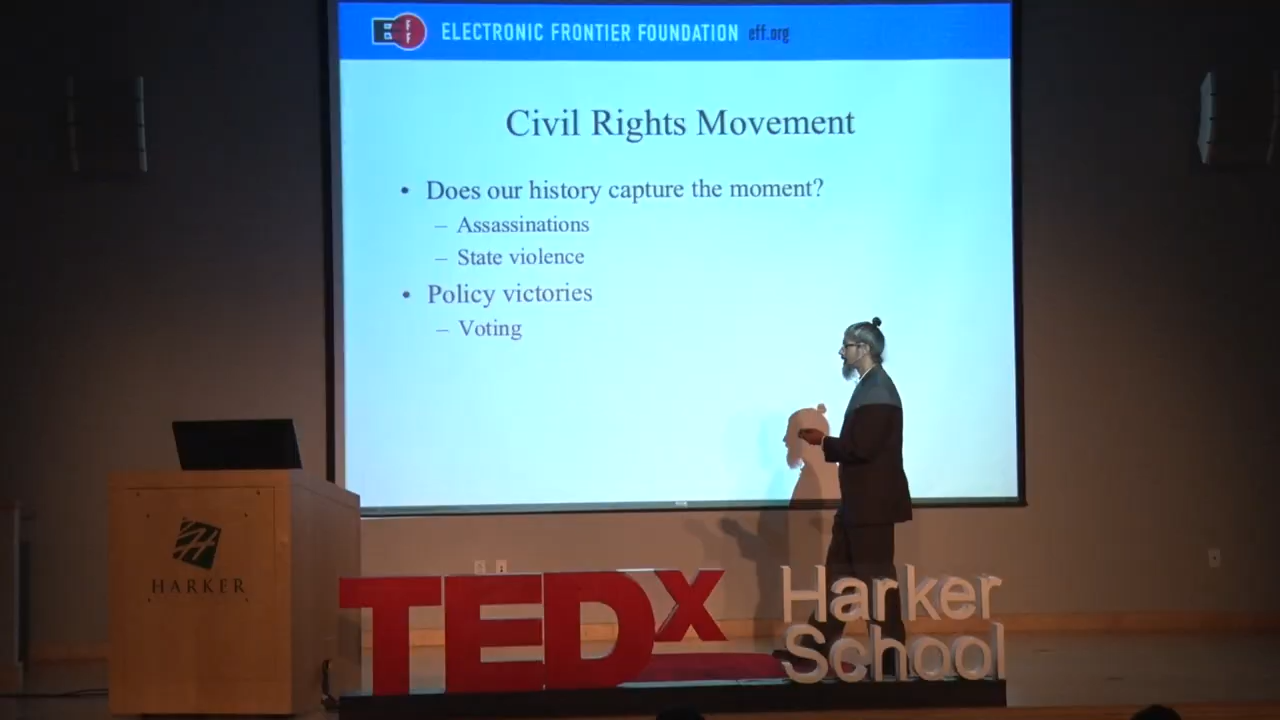 EFF ELECTRONIC FRONTIER FOUNDATION eff.org
Civil Rights Movement
• Does our history capture the moment?
– Assassinations
– State violence
• Policy victories
– Voting
HARKER
TEDx Harker School